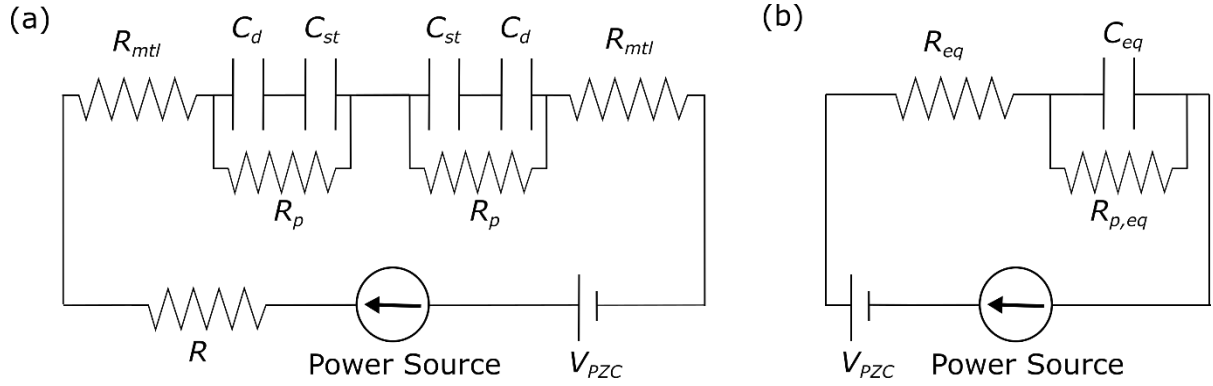 (a)
R_mtl
C_d
C_st
C_st
C_d
R_mtl
R_p
R_p
R
Power Source
V_PZC
(b)
R_eq
C_eq
R_p,eq
V_PZC
Power Source